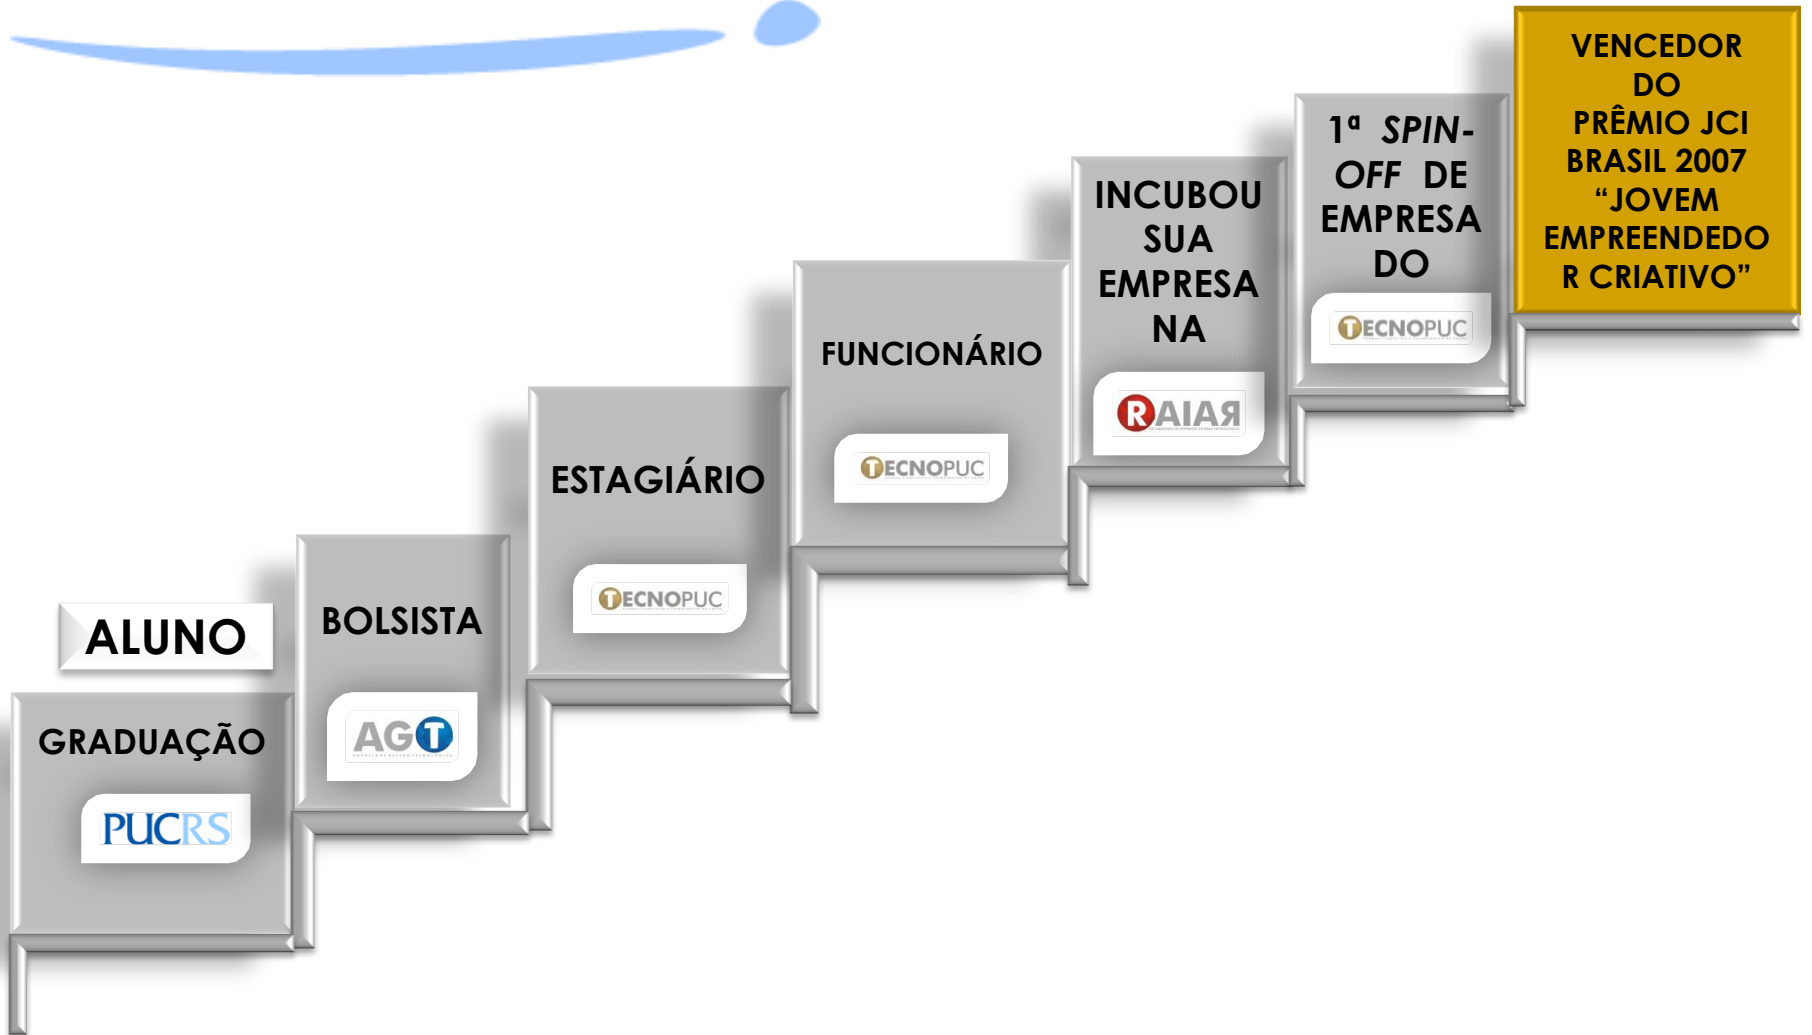 ALUNO
GRADUAÇÃO
PUCRS
BOLSISTA
AGT
ESTAGIÁRIO
TECNOPUC
FUNCIONÁRIO
TECNOPUC
INCUBOU
SUA
EMPRESA
NA
RAIAR
1ª SPIN-
OFF DE
EMPRESA
DO
TECNOPUC
VENCEDOR
DO
PRÊMIO JCI
BRASIL 2007
“JOVEM
EMPREENDEDO
R CRIATIVO”